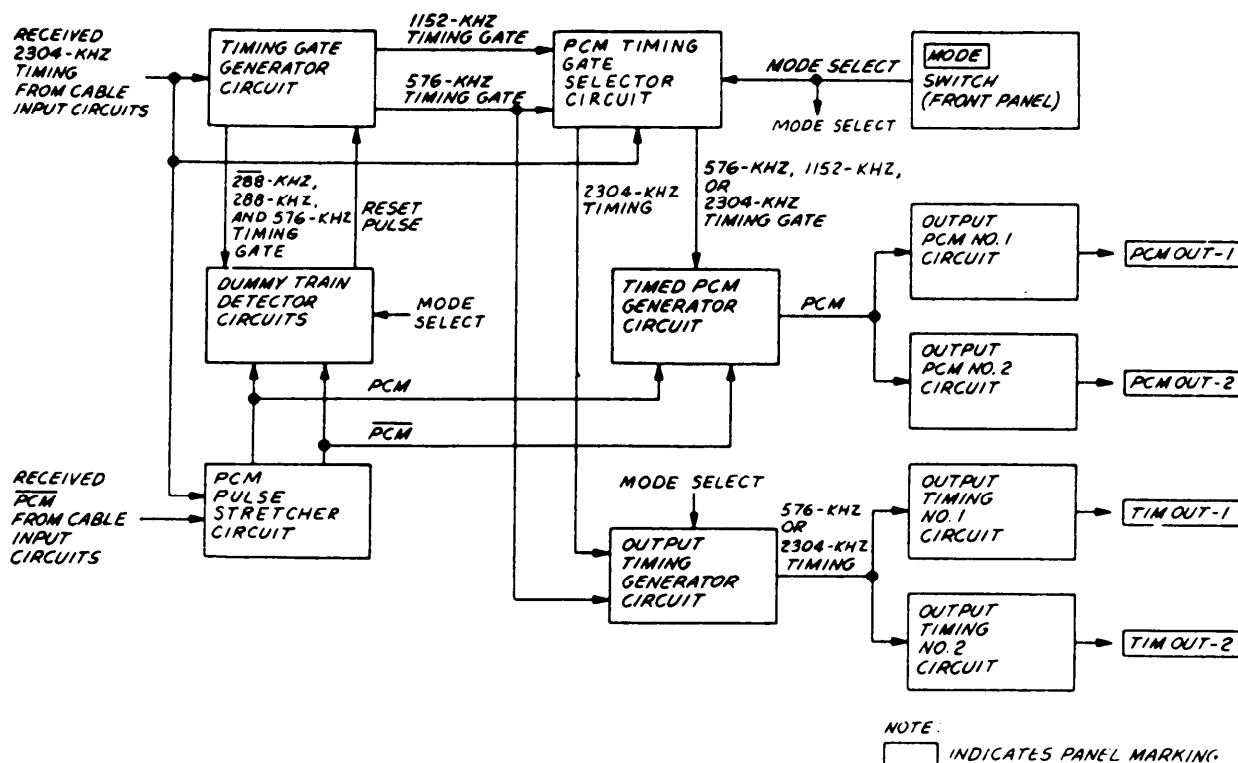 RECEIVED
2304-KHZ
TIMING
FROM CABLE
INPUT CIRCUITS
TIMING GATE
GENERATOR
CIRCUIT
1152-KHZ
TIMING GATE
576-KHZ
TIMING GATE
PCM TIMING
GATE
SELECTOR
CIRCUIT
MODE SELECT
MODE SELECT
MODE
SWITCH
(FRONT PANEL)
2̅8̅8̅-KHZ,
288-KHZ,
AND 576-KHZ
TIMING
GATE
RESET
PULSE
2304-KHZ
TIMING
576-KHZ, 1152-KHZ,
OR
2304-KHZ
TIMING GATE
DUMMY TRAIN
DETECTOR
CIRCUITS
MODE
SELECT
TIMED PCM
GENERATOR
CIRCUIT
PCM
OUTPUT
PCM NO.1
CIRCUIT
PCM OUT-1
OUTPUT
PCM NO.2
CIRCUIT
PCM OUT-2
PCM
P̅C̅M̅
RECEIVED
P̅C̅M̅
FROM CABLE
INPUT
CIRCUITS
PCM
PULSE
STRETCHER
CIRCUIT
MODE SELECT
OUTPUT
TIMING
GENERATOR
CIRCUIT
576-KHZ
OR
2304-KHZ
TIMING
OUTPUT
TIMING
NO.1
CIRCUIT
TIM OUT-1
OUTPUT
TIMING
NO.2
CIRCUIT
TIM OUT-2
NOTE:
INDICATES PANEL MARKING